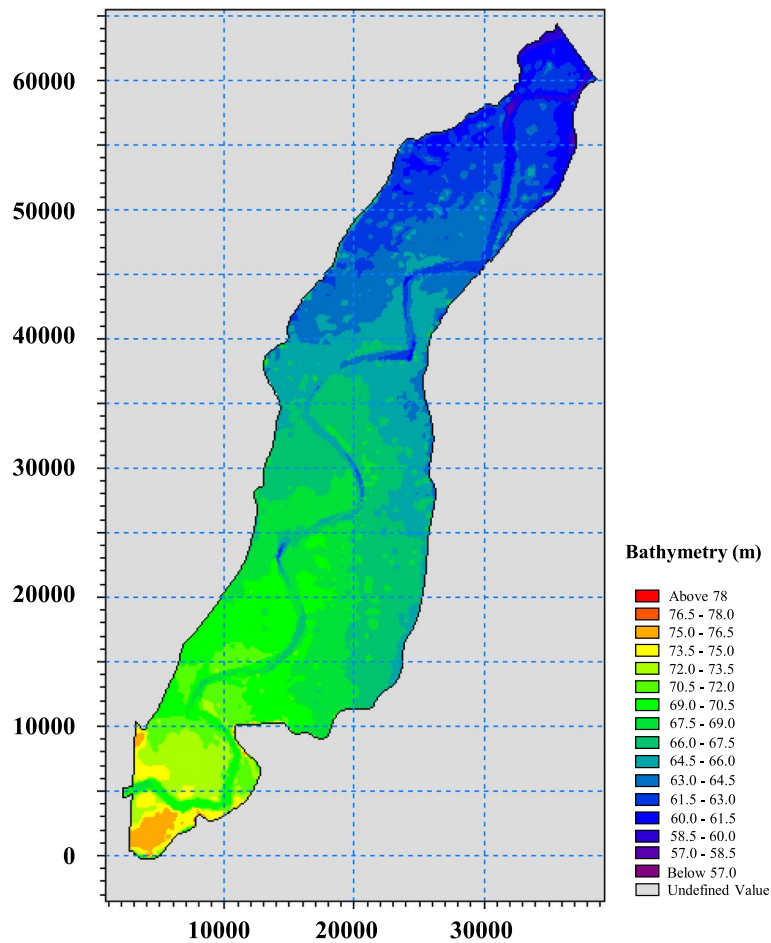 60000
50000
40000
30000
20000
10000
0
10000
20000
30000
Bathymetry (m)
Above 78
76.5 - 78.0
75.0 - 76.5
73.5 - 75.0
72.0 - 73.5
70.5 - 72.0
69.0 - 70.5
67.5 - 69.0
66.0 - 67.5
64.5 - 66.0
63.0 - 64.5
61.5 - 63.0
60.0 - 61.5
58.5 - 60.0
57.0 - 58.5
Below 57.0
Undefined Value